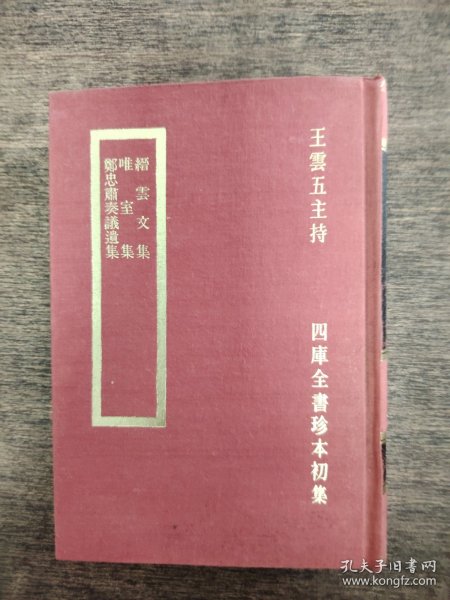 王雲五主持
四庫全書珍本初集
縉雲文集
唯室集
鄭忠肅奏議遺集
孔夫子旧书网
www.kongfz.com